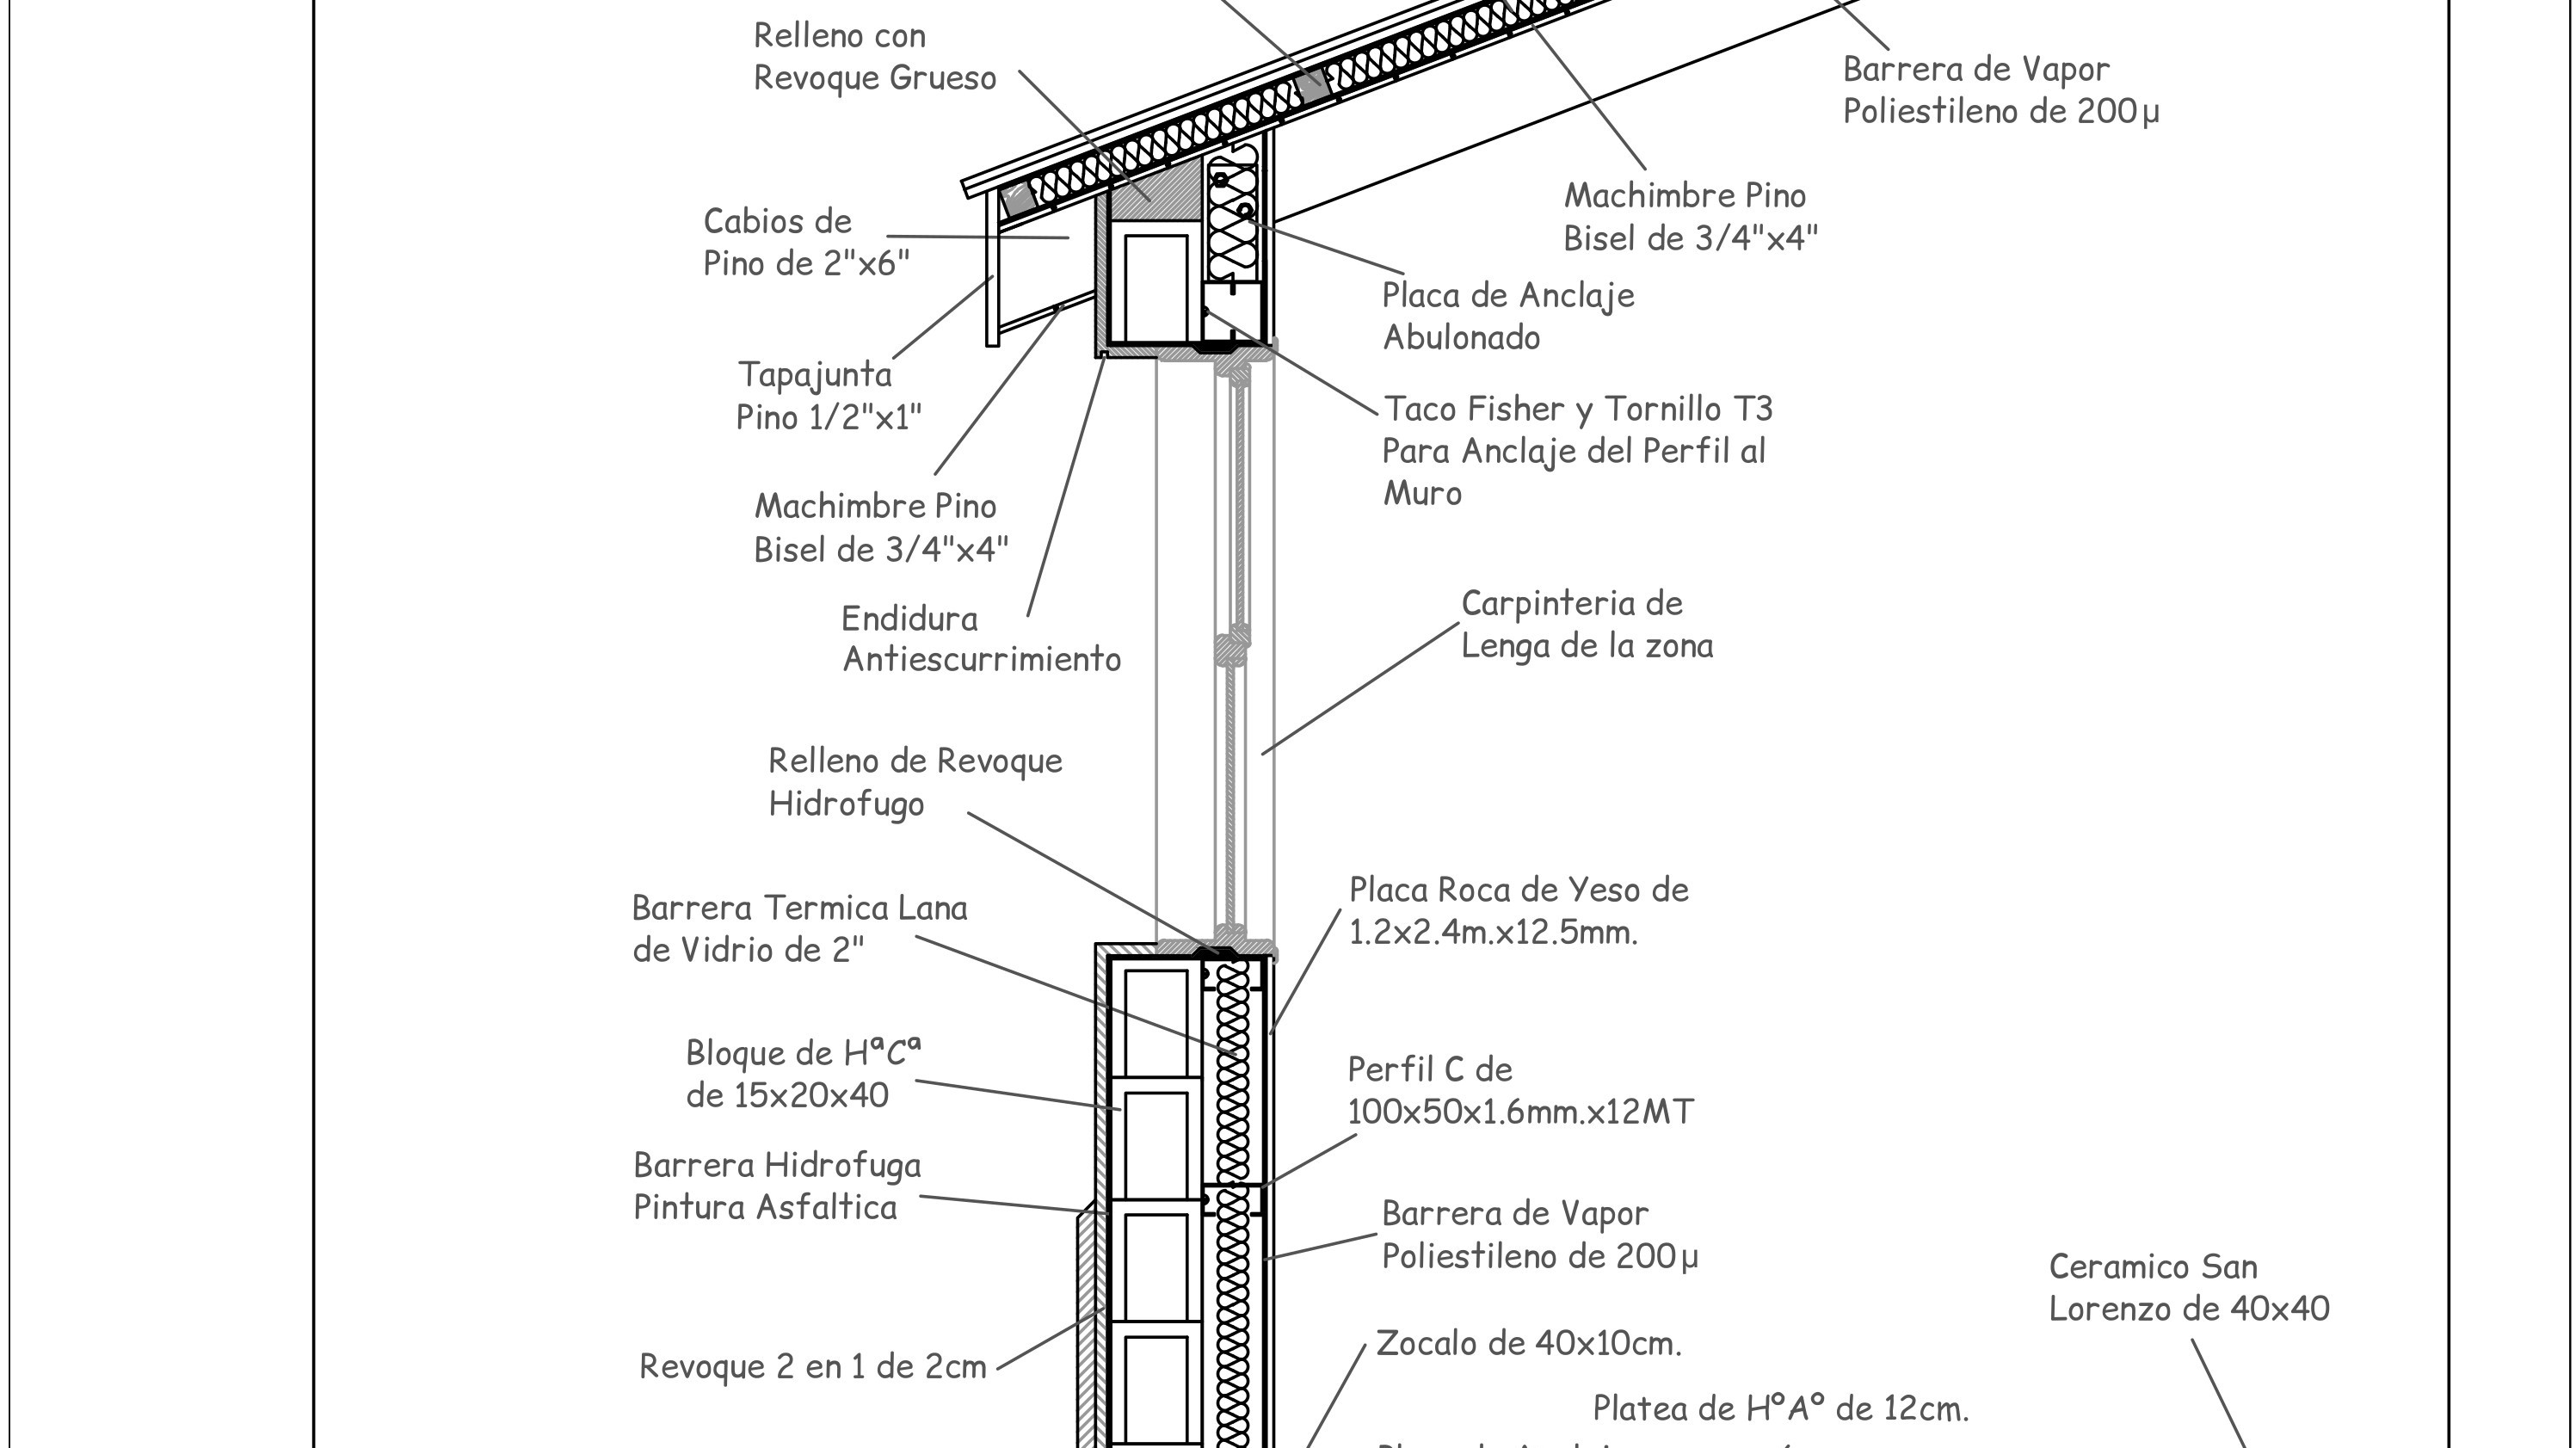 Relleno con
Revoque Grueso
Barrera de Vapor
Poliestileno de 200µ
Machimbre Pino
Bisel de 3/4"x4"
Cabios de
Pino de 2"x6"
Placa de Anclaje
Abulonado
Tapajunta
Pino 1/2"x1"
Taco Fisher y Tornillo T3
Para Anclaje del Perfil al
Muro
Machimbre Pino
Bisel de 3/4"x4"
Endidura
Antiescurrimiento
Carpinteria de
Lenga de la zona
Relleno de Revoque
Hidrofugo
Placa Roca de Yeso de
1.2x2.4m.x12.5mm.
Barrera Termica Lana
de Vidrio de 2"
Bloque de HªCª
de 15x20x40
Perfil C de
100x50x1.6mm.x12MT
Barrera Hidrofuga
Pintura Asfaltica
Barrera de Vapor
Poliestileno de 200µ
Ceramico San
Lorenzo de 40x40
Zocalo de 40x10cm.
Revoque 2 en 1 de 2cm
Platea de HºAº de 12cm.